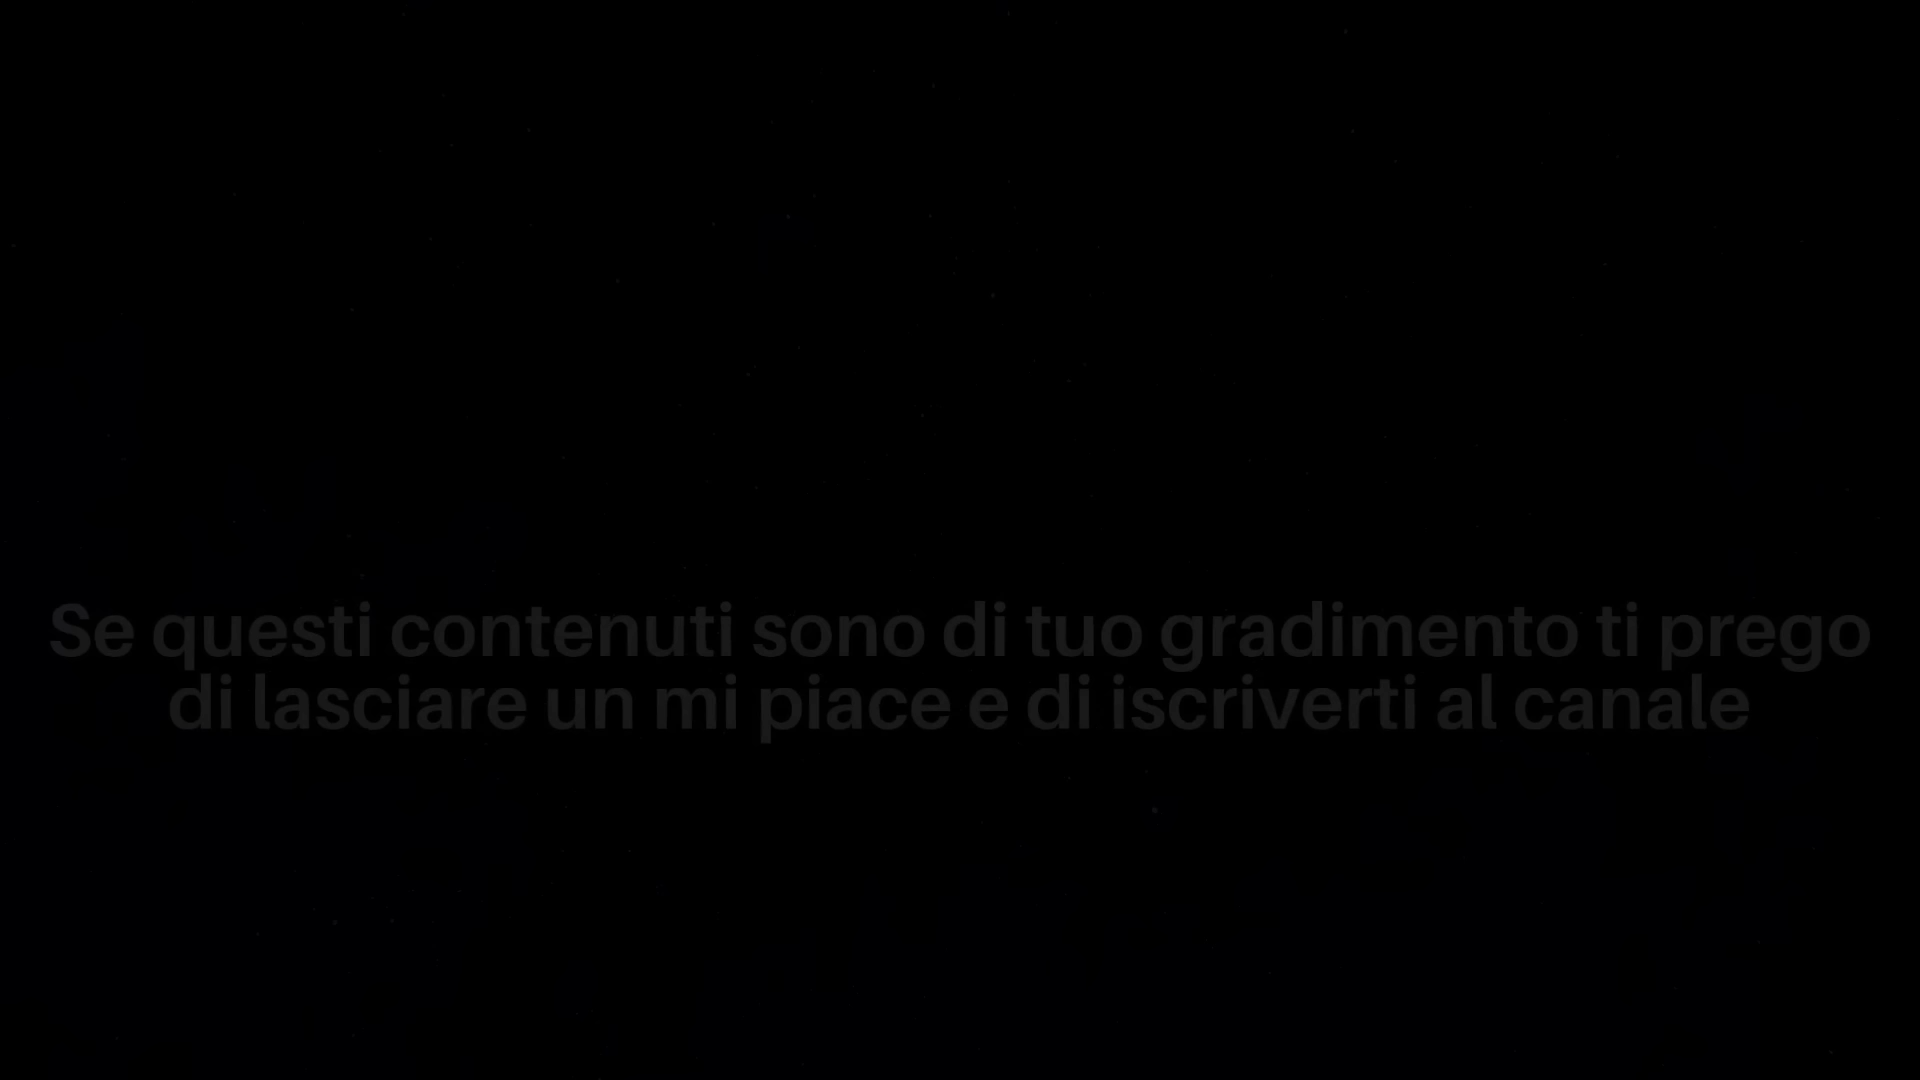 Se questi contenuti sono di tuo gradimento ti prego
di lasciare un mi piace e di iscriverti al canale